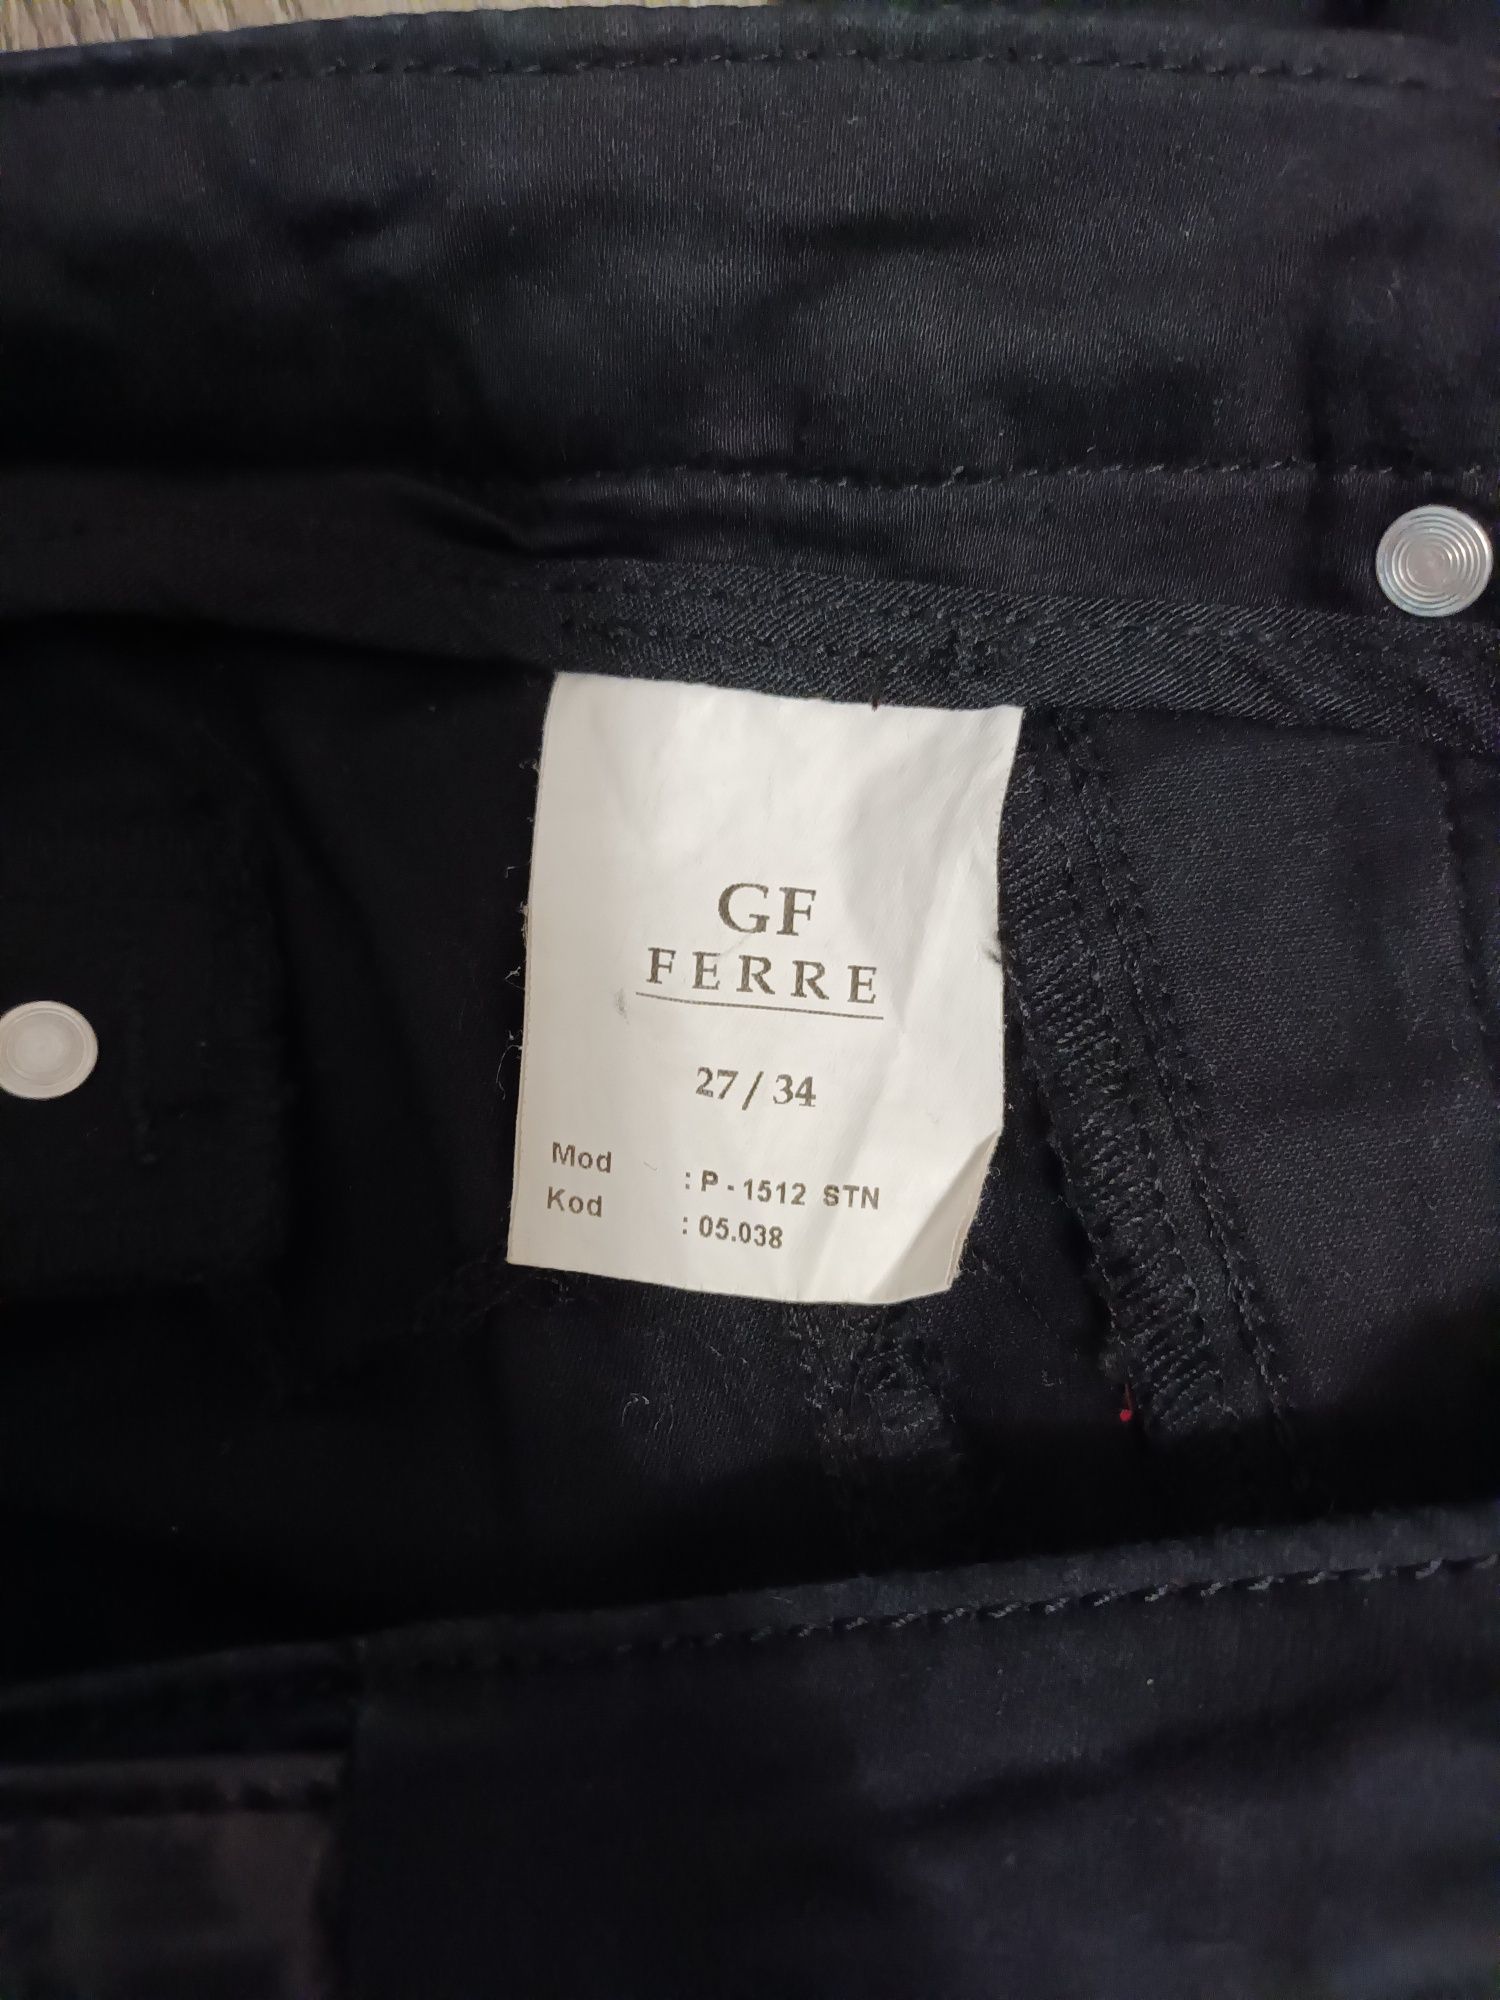 GF
FERRE
27 / 34
Mod : P - 1512 STN
Kod : 05.038